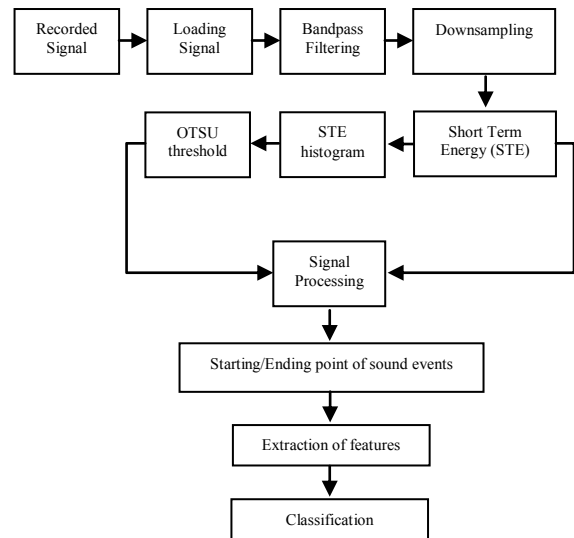 Recorded
Signal
Loading
Signal
Bandpass
Filtering
Downsampling
OTSU
threshold
STE
histogram
Short Term
Energy (STE)
Signal
Processing
Starting/Ending point of sound events
Extraction of features
Classification